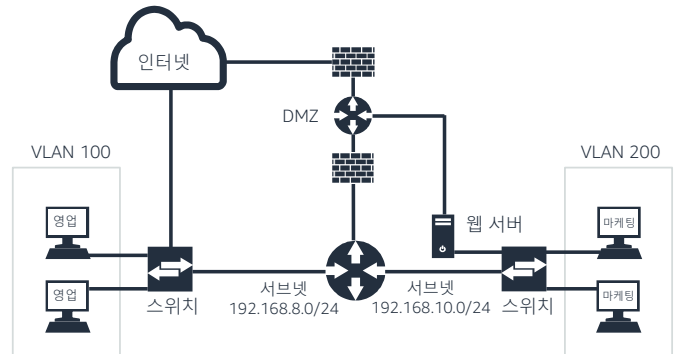 인터넷
DMZ
VLAN 100
VLAN 200
영업
영업
마케팅
마케팅
웹 서버
스위치
서브넷
192.168.8.0/24
서브넷
192.168.10.0/24
스위치